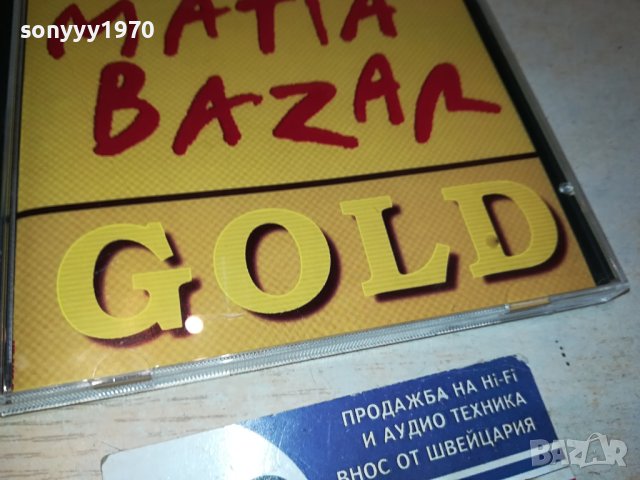 sonyyy1970
MATIA
BAZAR
GOLD
ПРОДАЖБА НА Hi-Fi
И АУДИО ТЕХНИКА
ВНОС ОТ ШВЕЙЦАРИЯ
BAZAR